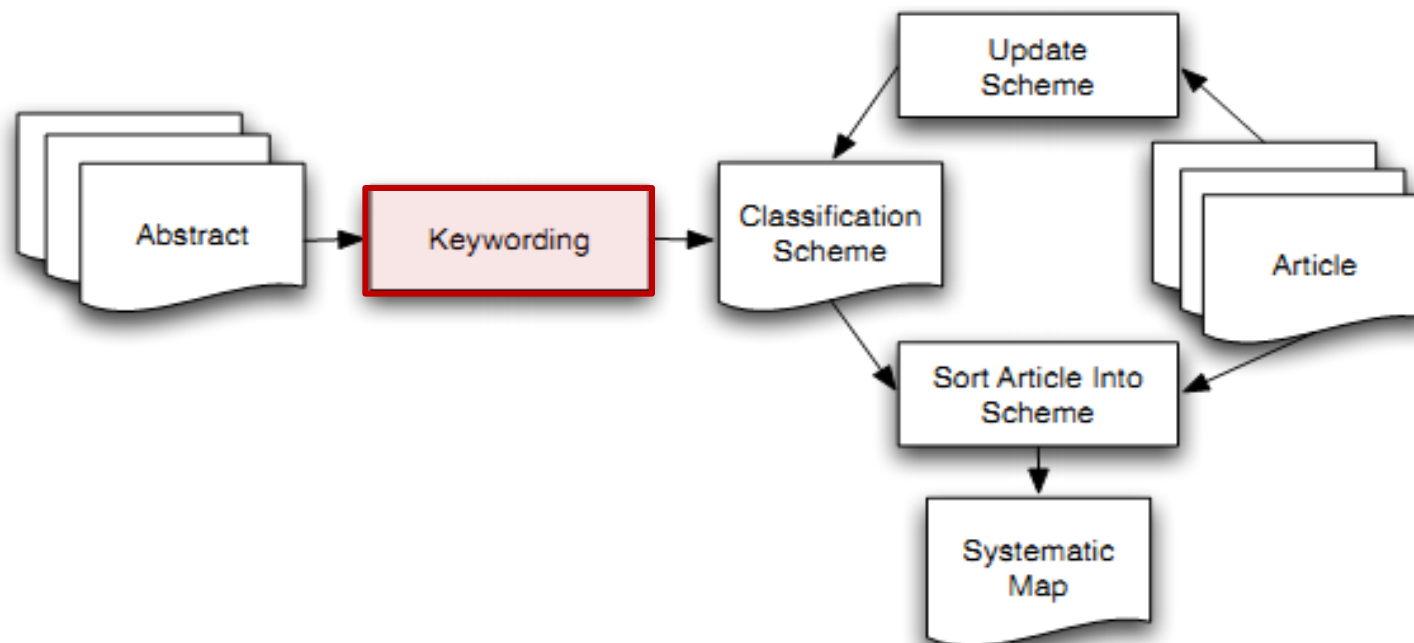 Update
Scheme
Abstract
Keywording
Classification
Scheme
Article
Sort Article Into
Scheme
Systematic
Map